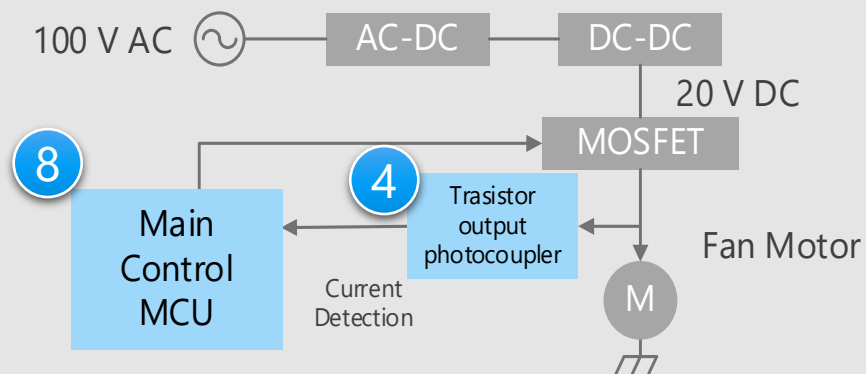 100 V AC
AC-DC
DC-DC
20 V DC
MOSFET
8
4
Trasistor
output
photocoupler
Main
Control
MCU
Current
Detection
Fan Motor
M